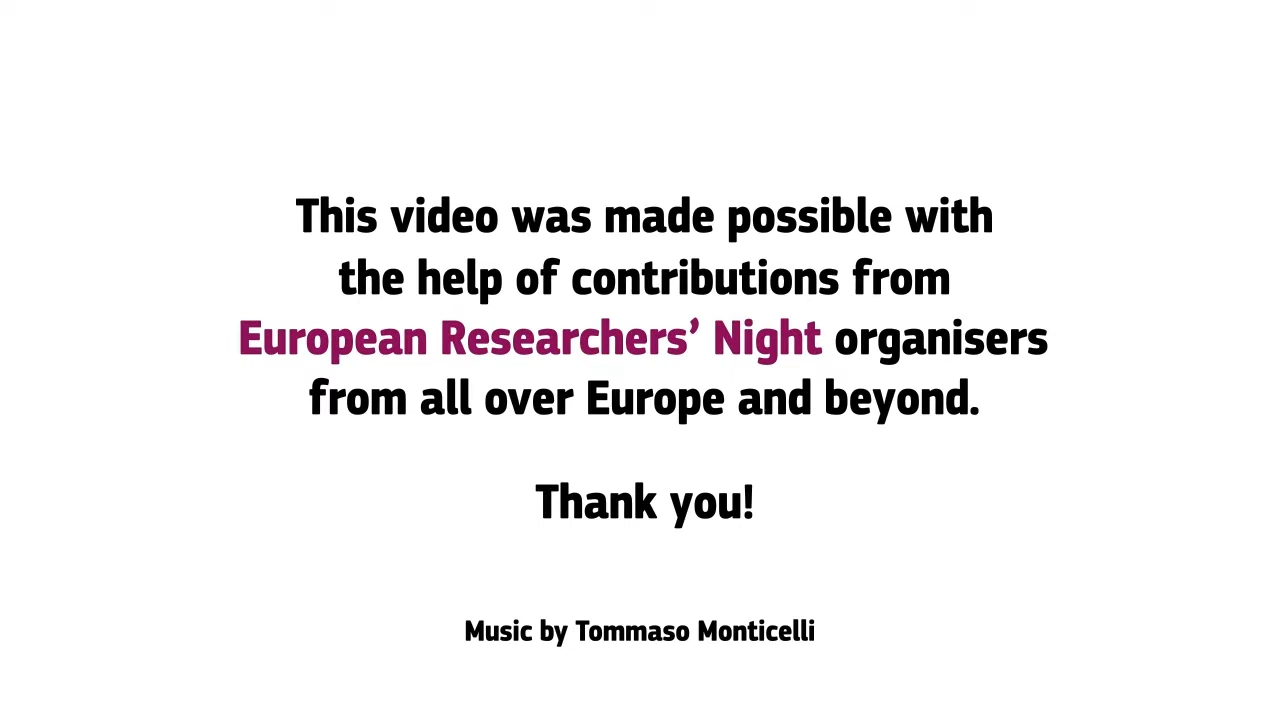 This video was made possible with
the help of contributions from
European Researchers’ Night organisers
from all over Europe and beyond.
Thank you!
Music by Tommaso Monticelli